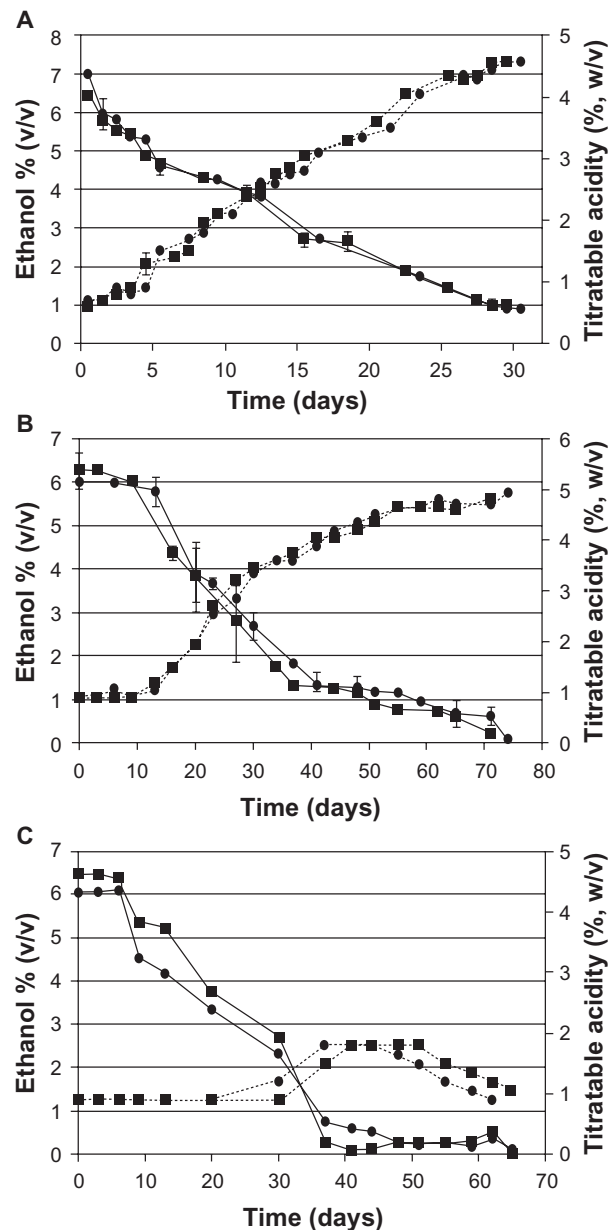 A
Ethanol % (v/v)
8
7
6
5
4
3
2
1
0
Titratable acidity (%, w/v)
5
4
3
2
1
0
0 5 10 15 20 25 30
Time (days)
B
Ethanol % (v/v)
7
6
5
4
3
2
1
0
Titratable acidity (%, w/v)
6
5
4
3
2
1
0
0 10 20 30 40 50 60 70 80
Time (days)
C
Ethanol % (v/v)
7
6
5
4
3
2
1
0
Titratable acidity (%, w/v)
5
4
3
2
1
0
0 10 20 30 40 50 60 70
Time (days)